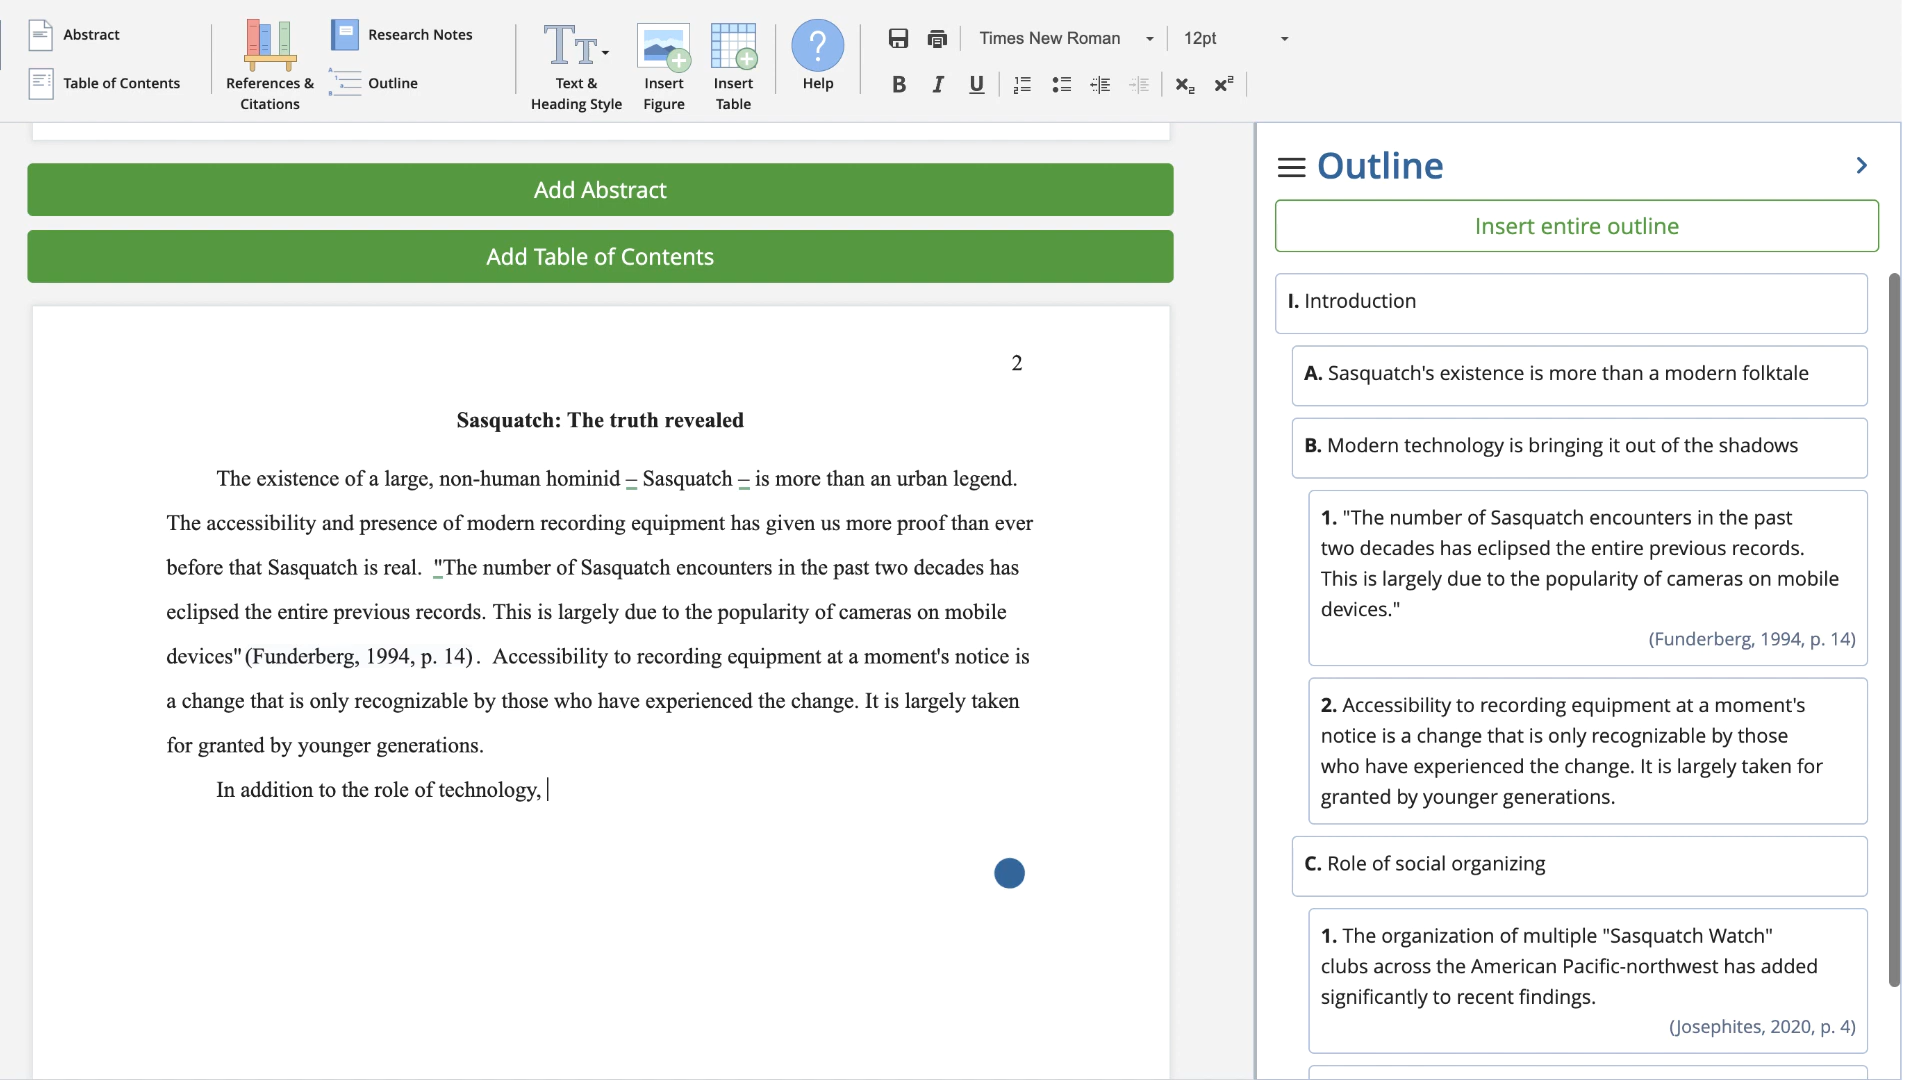 Abstract
Table of Contents
References &
Citations
Research Notes
Outline
Text &
Heading Style
Insert
Figure
Insert
Table
?
Help
Times New Roman
12pt
B I U
X2 X2
Add Abstract
Add Table of Contents
2
Sasquatch: The truth revealed
The existence of a large, non-human hominid – Sasquatch – is more than an urban legend.
The accessibility and presence of modern recording equipment has given us more proof than ever
before that Sasquatch is real. "The number of Sasquatch encounters in the past two decades has
eclipsed the entire previous records. This is largely due to the popularity of cameras on mobile
devices" (Funderberg, 1994, p. 14). Accessibility to recording equipment at a moment's notice is
a change that is only recognizable by those who have experienced the change. It is largely taken
for granted by younger generations.
In addition to the role of technology,
Outline
Insert entire outline
I. Introduction
A. Sasquatch's existence is more than a modern folktale
B. Modern technology is bringing it out of the shadows
1. "The number of Sasquatch encounters in the past
two decades has eclipsed the entire previous records.
This is largely due to the popularity of cameras on mobile
devices."
(Funderberg, 1994, p. 14)
2. Accessibility to recording equipment at a moment's
notice is a change that is only recognizable by those
who have experienced the change. It is largely taken for
granted by younger generations.
C. Role of social organizing
1. The organization of multiple "Sasquatch Watch"
clubs across the American Pacific-northwest has added
significantly to recent findings.
(Josephites, 2020, p. 4)